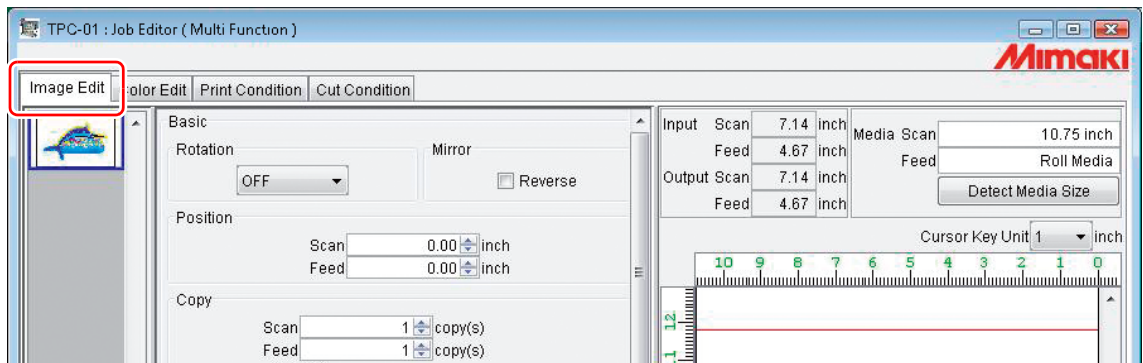 TPC-01 : Job Editor ( Multi Function )
Mimaki
Image Edit olor Edit Print Condition Cut Condition
Basic
Rotation Mirror
OFF Reverse
Position
Scan 0.00 inch
Feed 0.00 inch
Copy
Scan 1 copy(s)
Feed 1 copy(s)
Input Scan 7.14 inch
Feed 4.67 inch
Output Scan 7.14 inch
Feed 4.67 inch
Media Scan 10.75 inch
Feed Roll Media
Detect Media Size
Cursor Key Unit 1 inch
10 9 8 7 6 5 4 3 2 1 0
12